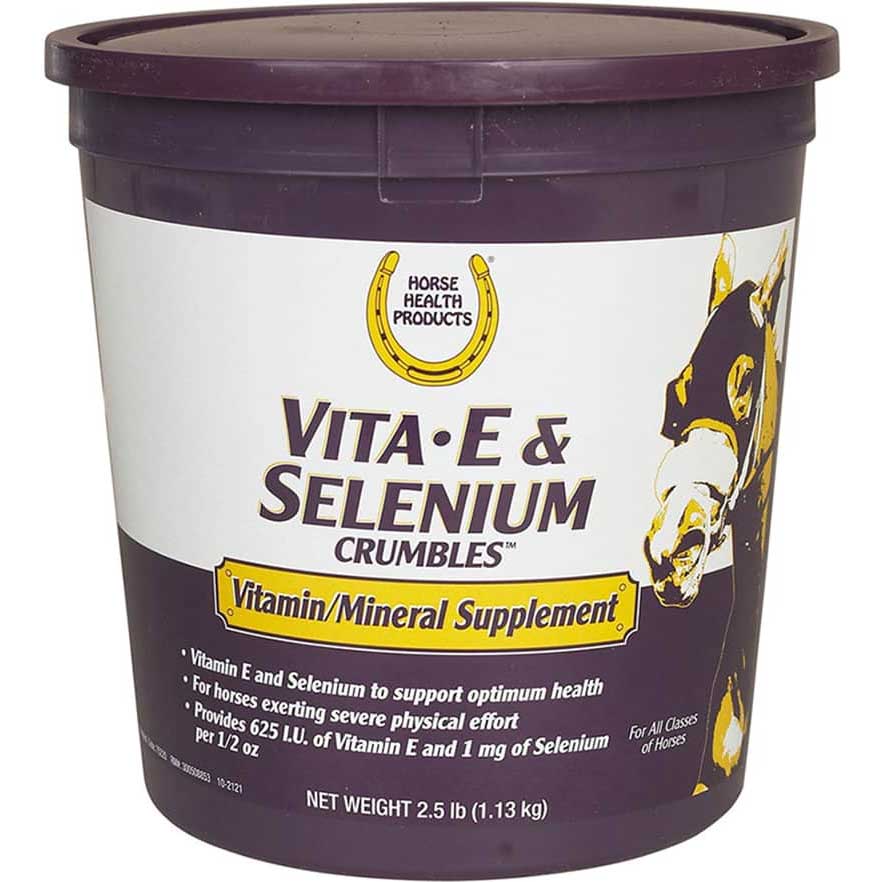 HORSE
HEALTH
PRODUCTS
®
VITA•E &
SELENIUM
CRUMBLES™
Vitamin/Mineral Supplement
• Vitamin E and Selenium to support optimum health
• For horses exerting severe physical effort
• Provides 625 I.U. of Vitamin E and 1 mg of Selenium
per 1/2 oz
For All Classes
of Horses
10-2121
NET WEIGHT 2.5 lb (1.13 kg)